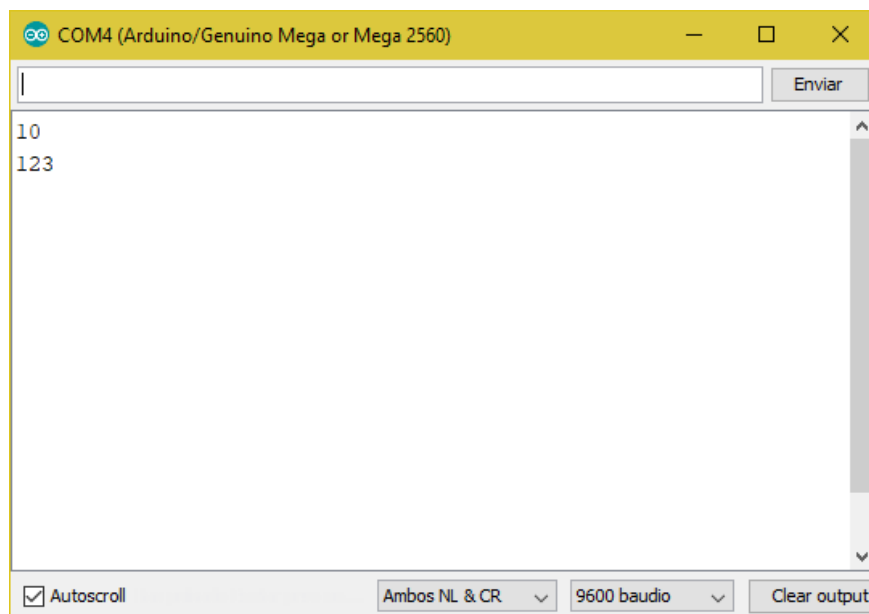 COM4 (Arduino/Genuino Mega or Mega 2560)
Enviar
10
123
Autoscroll
Ambos NL & CR
9600 baudio
Clear output